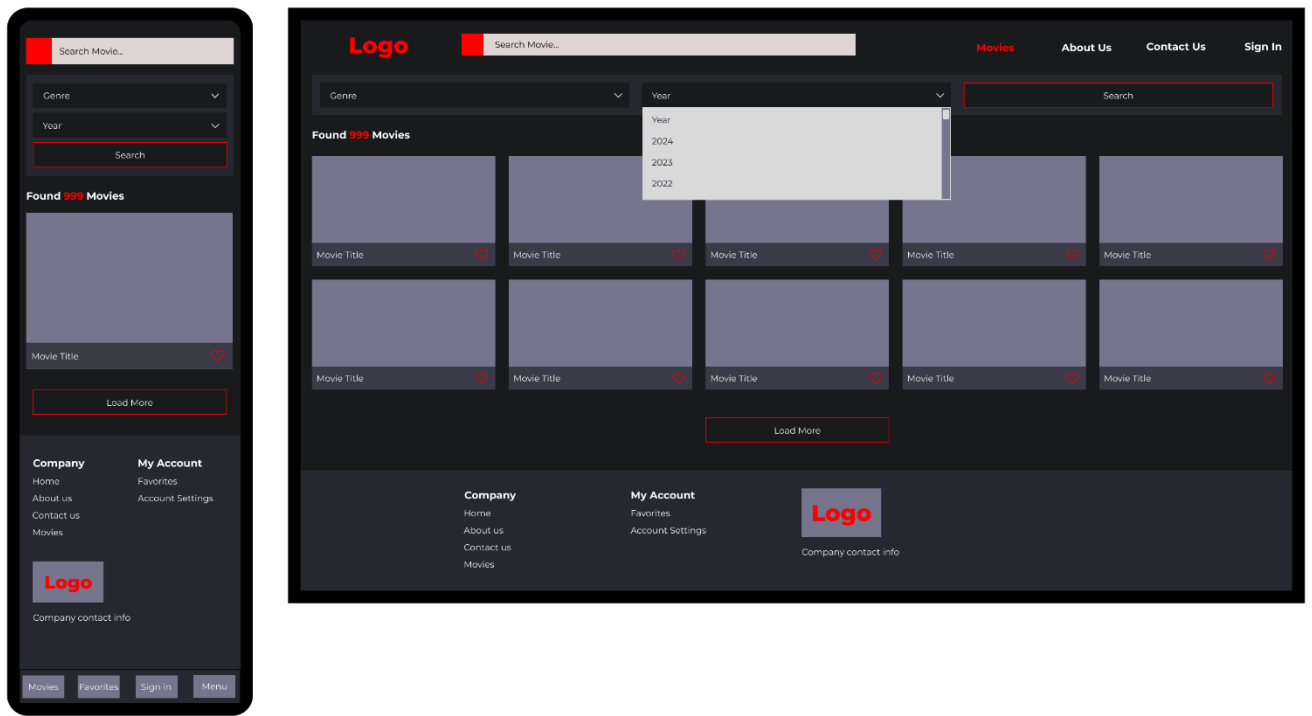 Search Movie...
Genre
Year
Search
Found 999 Movies
Movie Title
Load More
Company
Home
About us
Contact us
Movies
My Account
Favorites
Account Settings
Logo
Company contact info
Movies
Favorites
Sign in
Menu
Logo
Search Movie...
Movies
About Us
Contact Us
Sign In
Genre
Year
Search
Year
2024
2023
2022
Found 999 Movies
Movie Title
Movie Title
Movie Title
Movie Title
Movie Title
Movie Title
Movie Title
Movie Title
Movie Title
Movie Title
Load More
Company
Home
About us
Contact us
Movies
My Account
Favorites
Account Settings
Logo
Company contact info